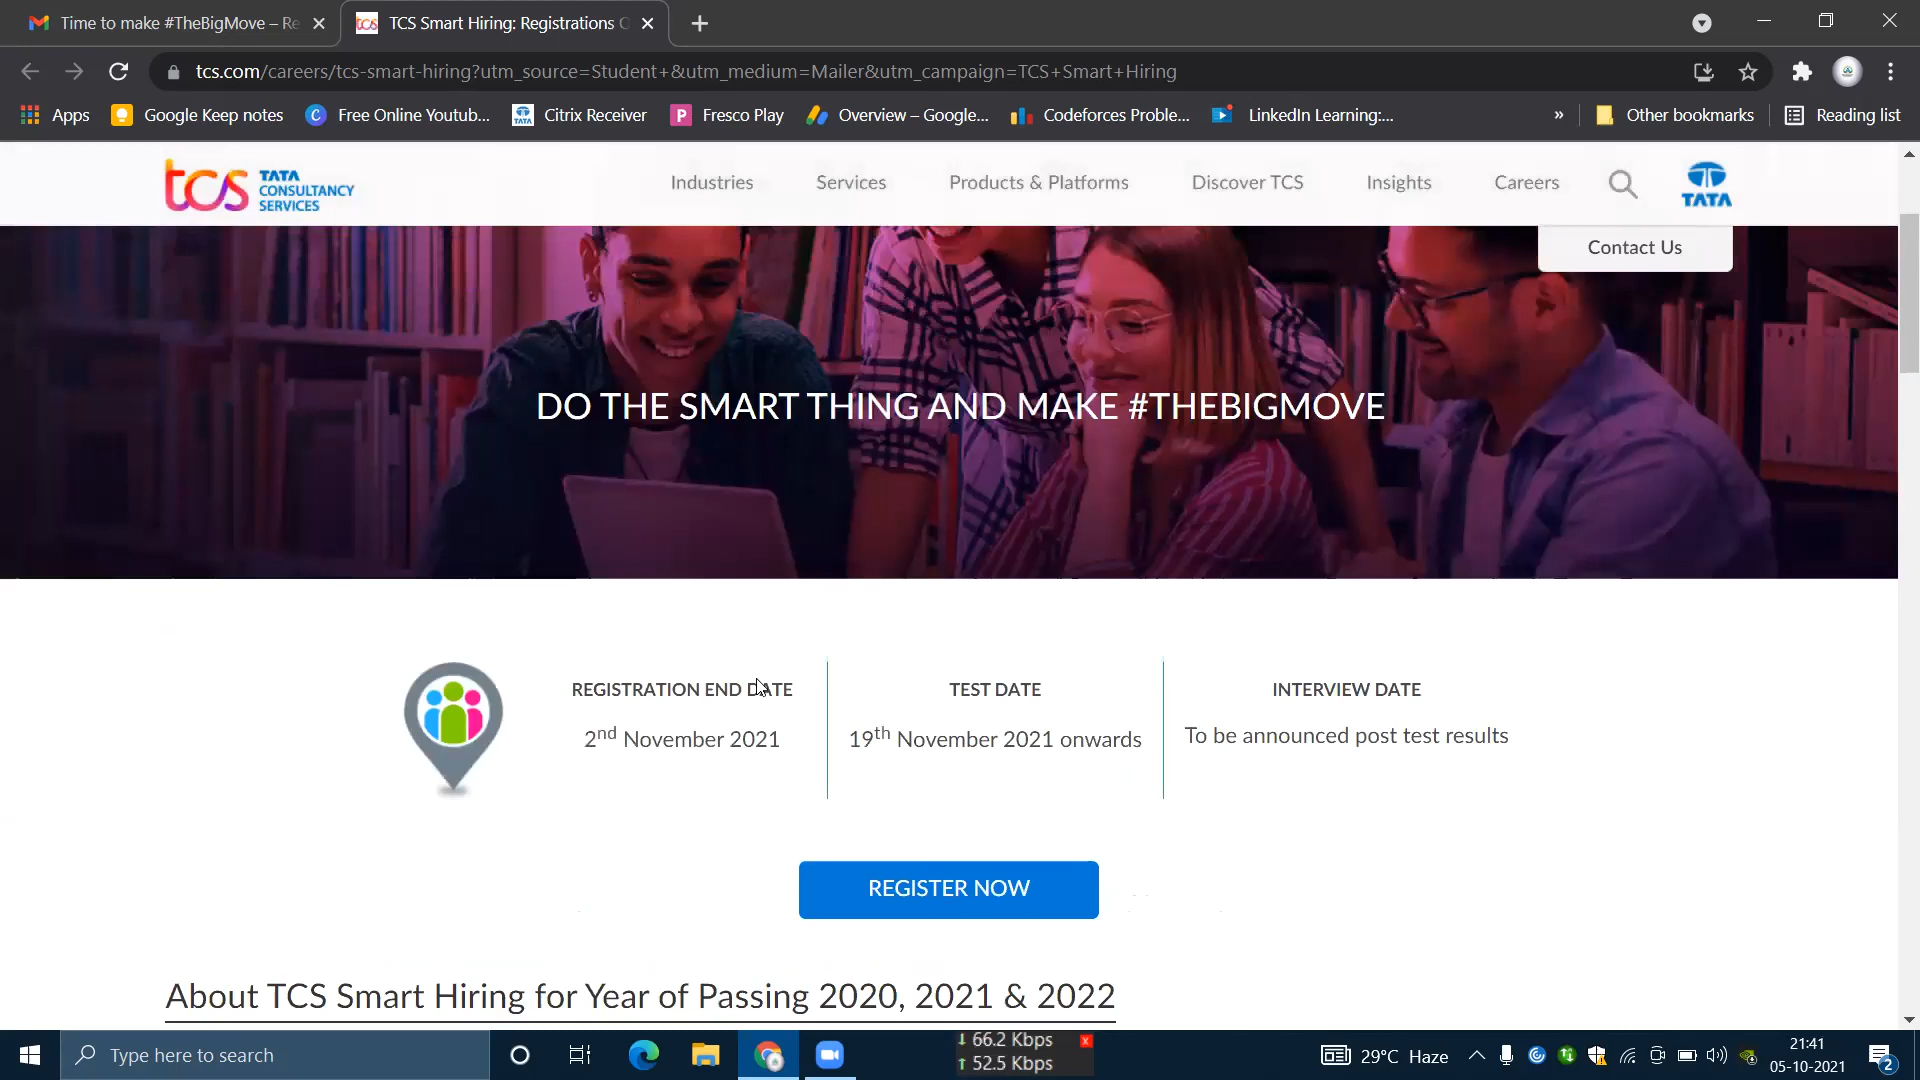 Time to make #TheBigMove – Re
TCS Smart Hiring: Registrations O
tcs.com/careers/tcs-smart-hiring?utm_source=Student+&utm_medium=Mailer&utm_campaign=TCS+Smart+Hiring
Apps
Google Keep notes
Free Online Youtub...
Citrix Receiver
Fresco Play
Overview – Google...
Codeforces Proble...
LinkedIn Learning:...
»
Other bookmarks
Reading list
tcs TATA CONSULTANCY SERVICES
Industries
Services
Products & Platforms
Discover TCS
Insights
Careers
TATA
Contact Us
DO THE SMART THING AND MAKE #THEBIGMOVE
REGISTRATION END DATE
2nd November 2021
TEST DATE
19th November 2021 onwards
INTERVIEW DATE
To be announced post test results
REGISTER NOW
About TCS Smart Hiring for Year of Passing 2020, 2021 & 2022
Type here to search
66.2 Kbps
52.5 Kbps
29°C Haze
21:41
05-10-2021
2